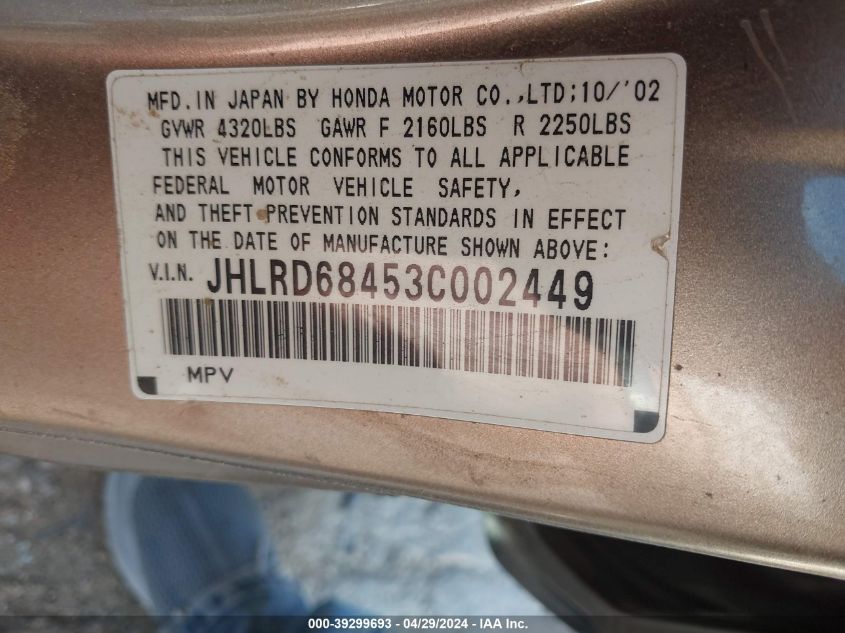 MFD.IN JAPAN BY HONDA MOTOR CO.,LTD;10/'02
GVWR 4320LBS GAWR F 2160LBS R 2250LBS
THIS VEHICLE CONFORMS TO ALL APPLICABLE
FEDERAL MOTOR VEHICLE SAFETY,
AND THEFT PREVENTION STANDARDS IN EFFECT
ON THE DATE OF MANUFACTURE SHOWN ABOVE:
V.I.N. JHLRD68453C002449
MPV
000-39299693 - 04/29/2024 - IAA Inc.